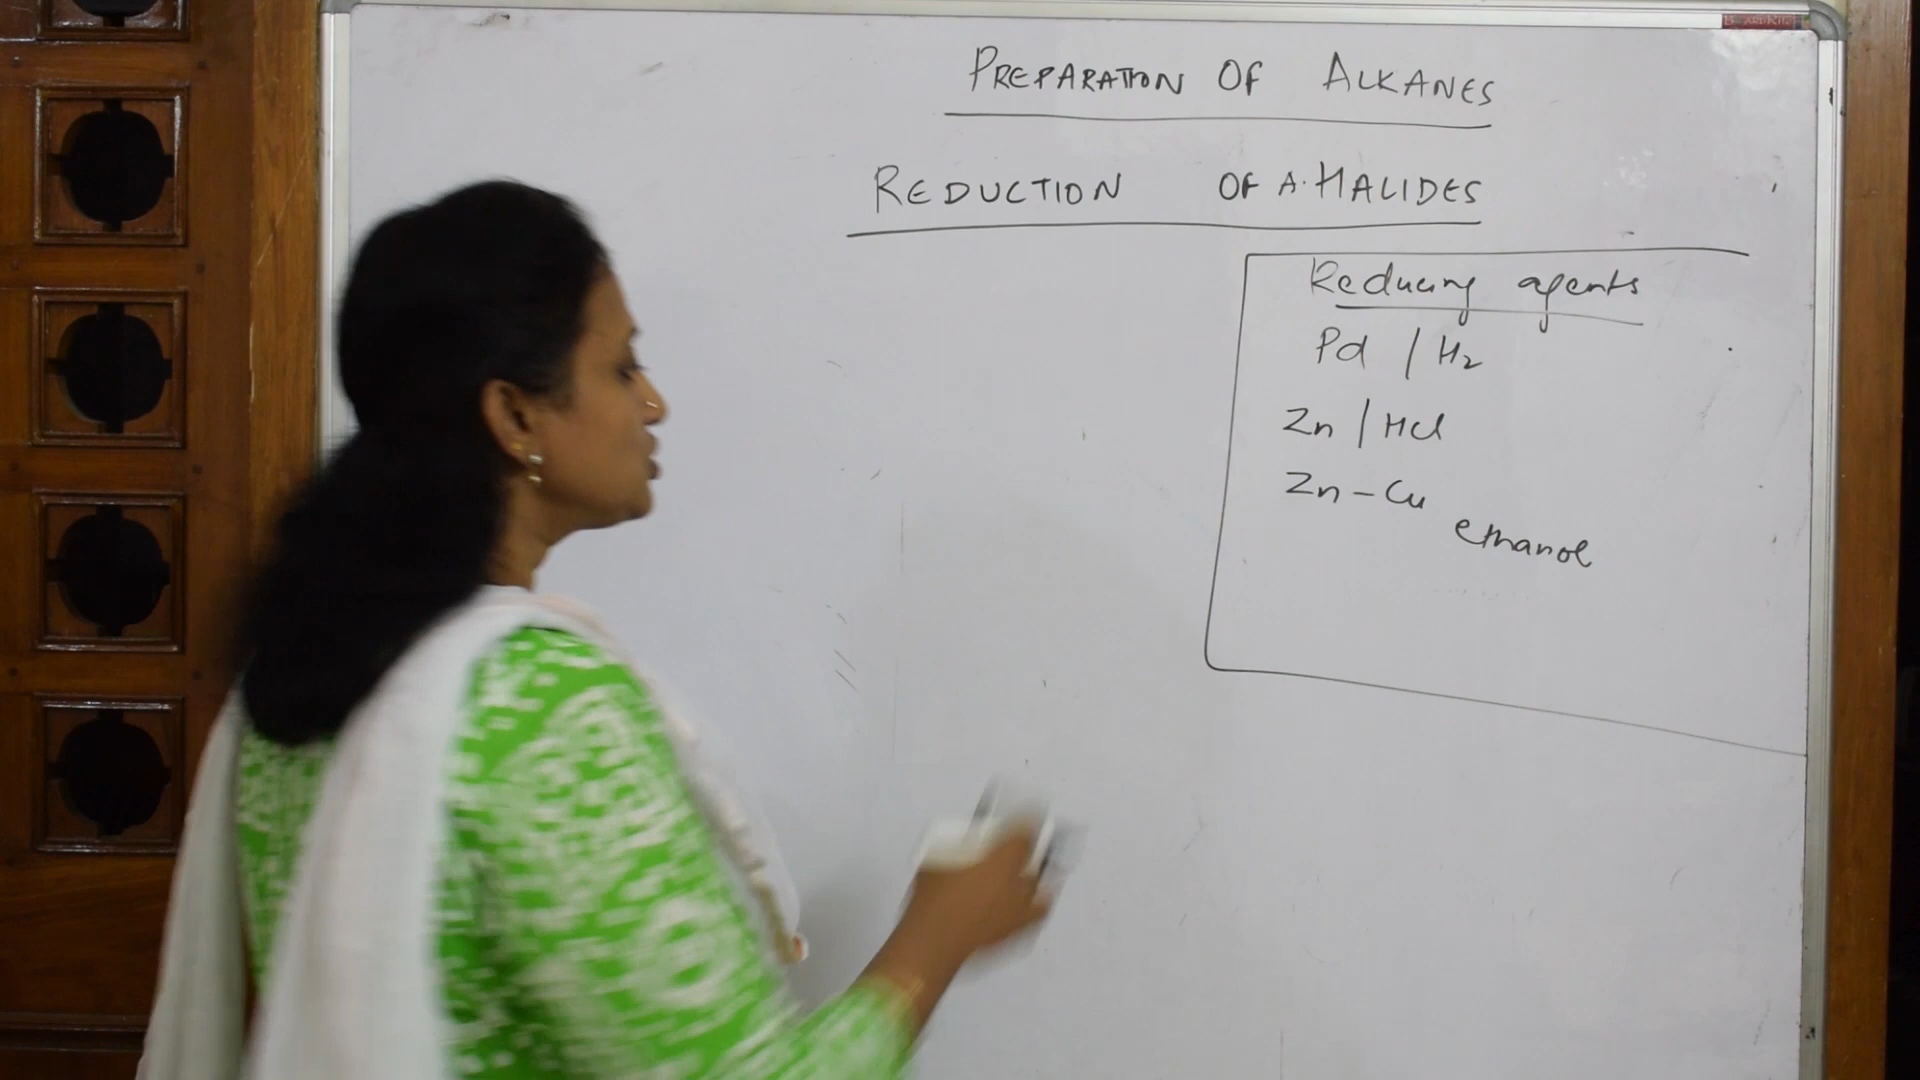 PREPARATION OF ALKANES
REDUCTION OF A. HALIDES
Reducing agents
Pd / H2
Zn / HCl
Zn - Cu
ethanol